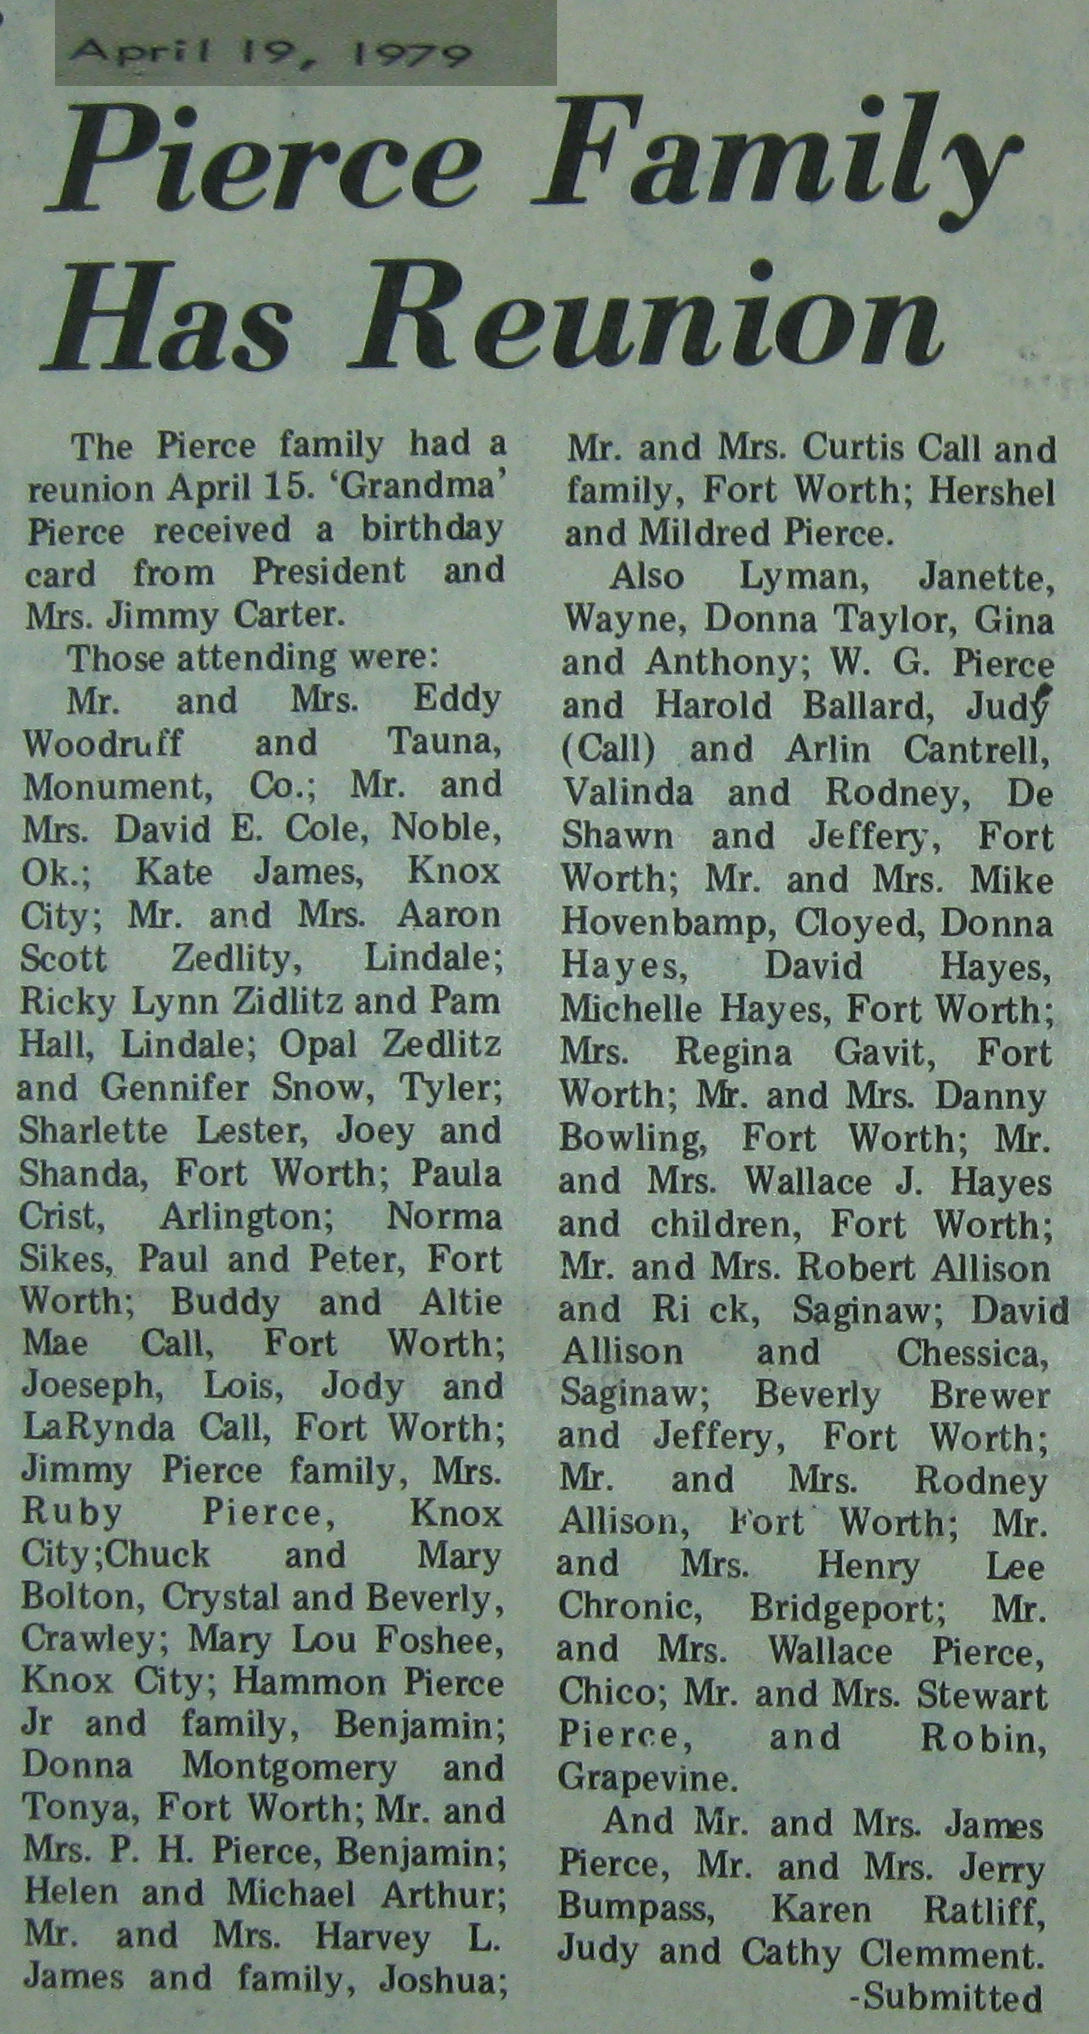 April 19, 1979
Pierce Family
Has Reunion
The Pierce family had a
reunion April 15. ‘Grandma’
Pierce received a birthday
card from President and
Mrs. Jimmy Carter.
Those attending were:
Mr. and Mrs. Eddy
Woodruff and Tauna,
Monument, Co.; Mr. and
Mrs. David E. Cole, Noble,
Ok.; Kate James, Knox
City; Mr. and Mrs. Aaron
Scott Zedlity, Lindale;
Ricky Lynn Zidlitz and Pam
Hall, Lindale; Opal Zedlitz
and Gennifer Snow, Tyler;
Sharlette Lester, Joey and
Shanda, Fort Worth; Paula
Crist, Arlington; Norma
Sikes, Paul and Peter, Fort
Worth; Buddy and Altie
Mae Call, Fort Worth;
Joeseph, Lois, Jody and
LaRynda Call, Fort Worth;
Jimmy Pierce family, Mrs.
Ruby Pierce, Knox
City;Chuck and Mary
Bolton, Crystal and Beverly,
Crawley; Mary Lou Foshee,
Knox City; Hammon Pierce
Jr and family, Benjamin;
Donna Montgomery and
Tonya, Fort Worth; Mr. and
Mrs. P. H. Pierce, Benjamin;
Helen and Michael Arthur;
Mr. and Mrs. Harvey L.
James and family, Joshua;
Mr. and Mrs. Curtis Call and
family, Fort Worth; Hershel
and Mildred Pierce.
Also Lyman, Janette,
Wayne, Donna Taylor, Gina
and Anthony; W. G. Pierce
and Harold Ballard, Judy
(Call) and Arlin Cantrell,
Valinda and Rodney, De
Shawn and Jeffery, Fort
Worth; Mr. and Mrs. Mike
Hovenbamp, Cloyed, Donna
Hayes, David Hayes,
Michelle Hayes, Fort Worth;
Mrs. Regina Gavit, Fort
Worth; Mr. and Mrs. Danny
Bowling, Fort Worth; Mr.
and Mrs. Wallace J. Hayes
and children, Fort Worth;
Mr. and Mrs. Robert Allison
and Ri ck, Saginaw; David
Allison and Chessica,
Saginaw; Beverly Brewer
and Jeffery, Fort Worth;
Mr. and Mrs. Rodney
Allison, Fort Worth; Mr.
and Mrs. Henry Lee
Chronic, Bridgeport; Mr.
and Mrs. Wallace Pierce,
Chico; Mr. and Mrs. Stewart
Pierce, and Robin,
Grapevine.
And Mr. and Mrs. James
Pierce, Mr. and Mrs. Jerry
Bumpass, Karen Ratliff,
Judy and Cathy Clemment.
-Submitted